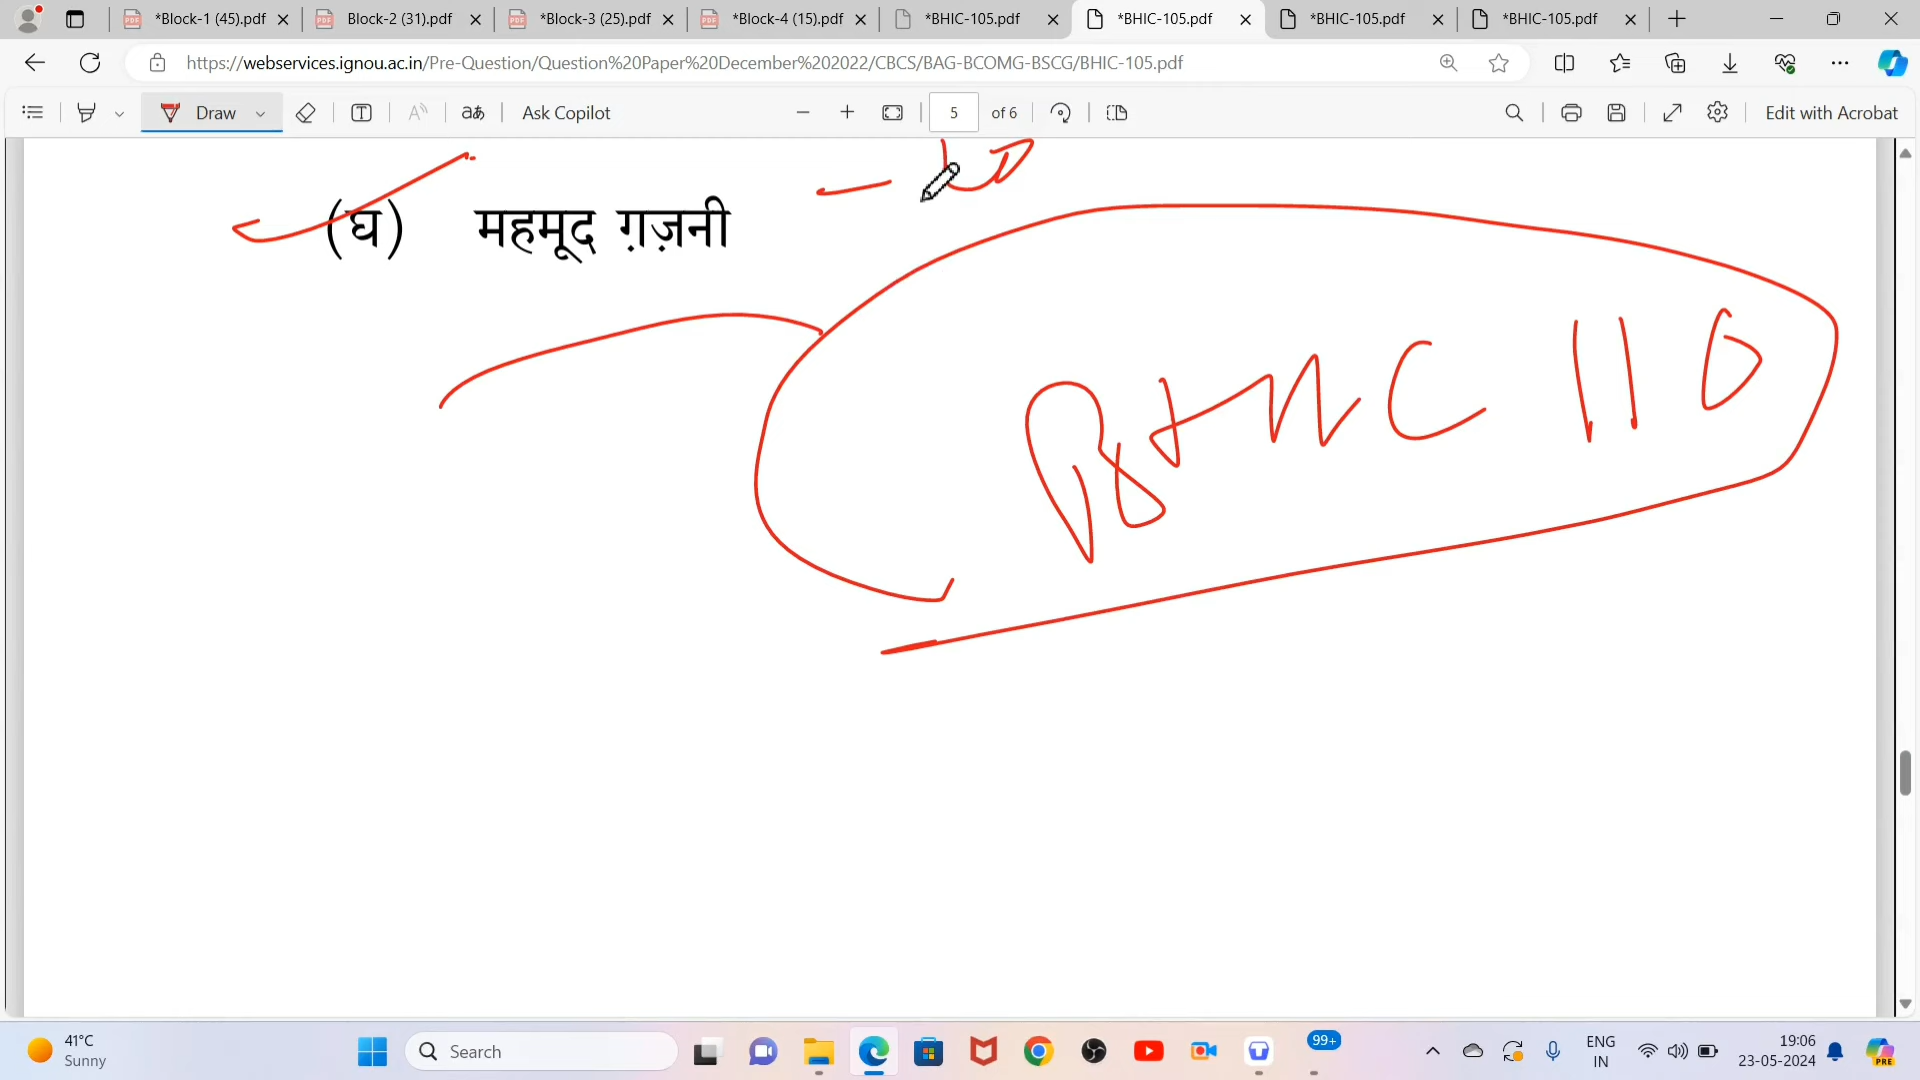 *Block-1 (45).pdf
Block-2 (31).pdf
*Block-3 (25).pdf
*Block-4 (15).pdf
*BHIC-105.pdf
*BHIC-105.pdf
*BHIC-105.pdf
*BHIC-105.pdf
https://webservices.ignou.ac.in/Pre-Question/Question%20Paper%20December%202022/CBCS/BAG-BCOMG-BSCG/BHIC-105.pdf
Draw
aあ
Ask Copilot
5 of 6
Edit with Acrobat
(घ) महमूद ग़ज़नी
41°C
Sunny
Search
99+
ENG
IN
19:06
23-05-2024
PRE